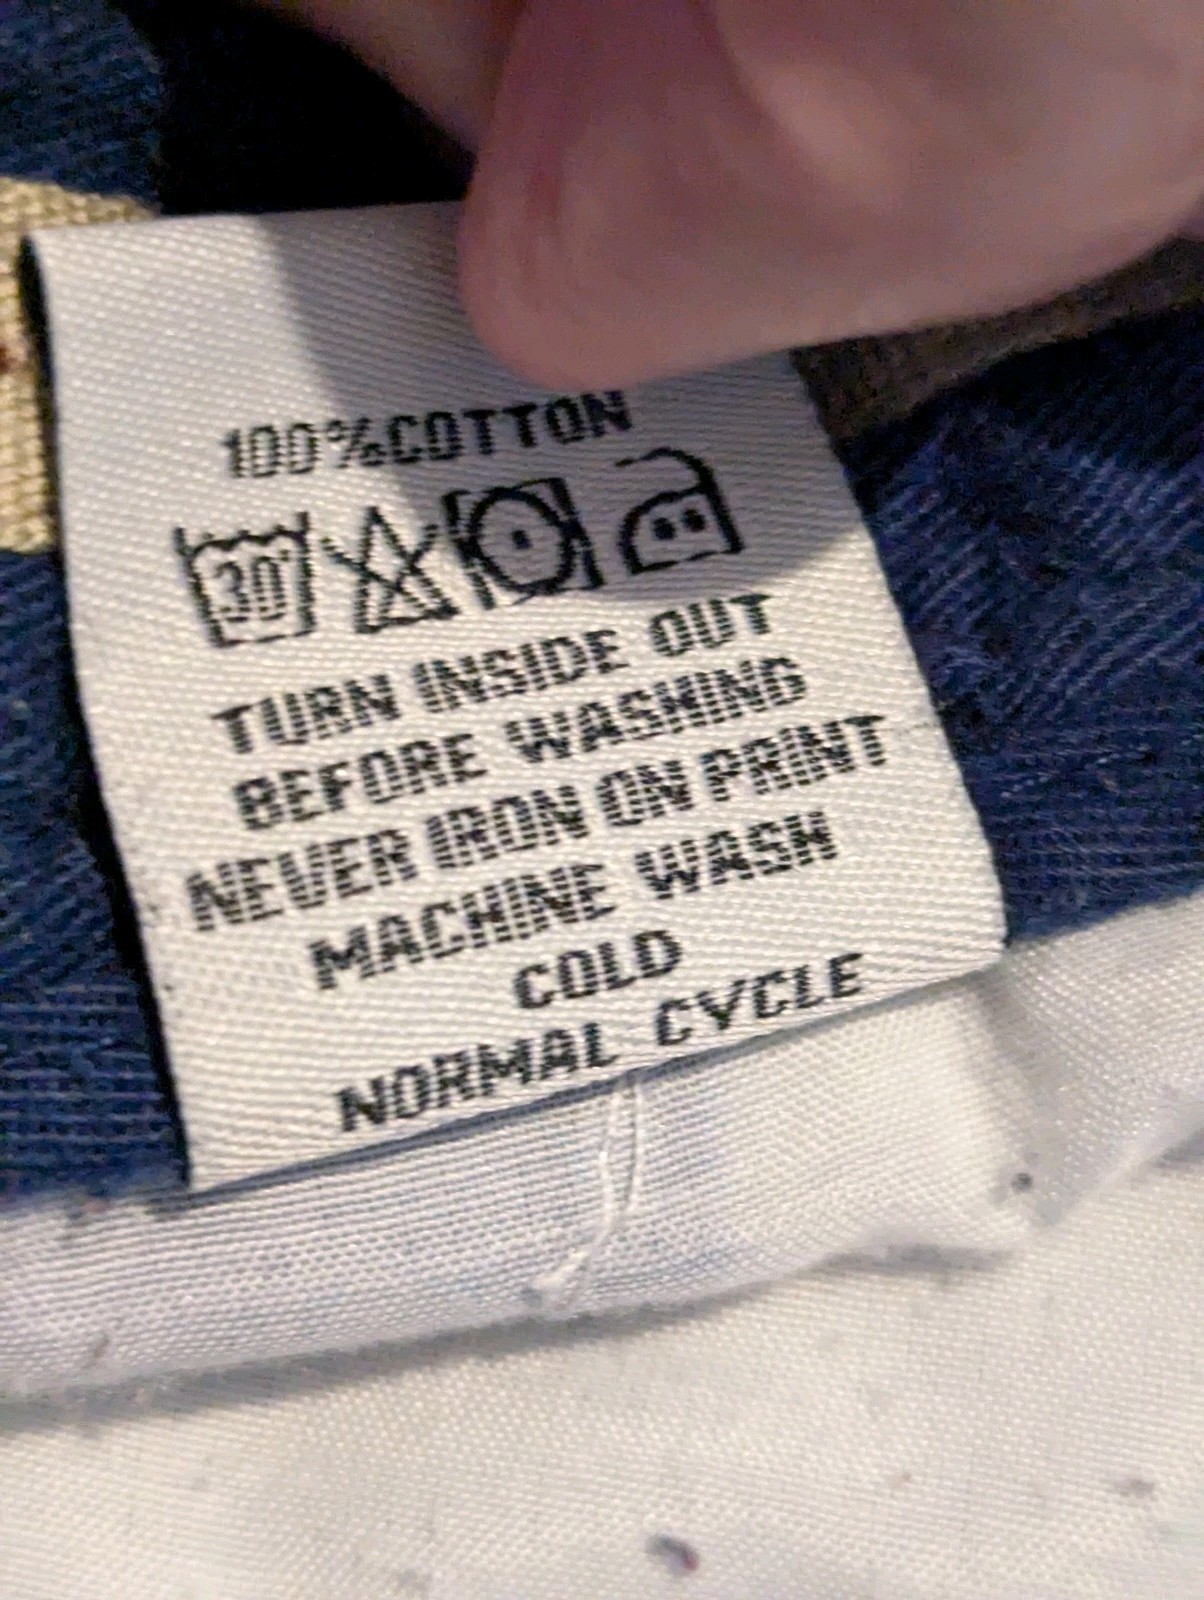 100%COTTON
30°
TURN INSIDE OUT
BEFORE WASHING
NEVER IRON ON PRINT
MACHINE WASH
COLD
NORMAL CYCLE